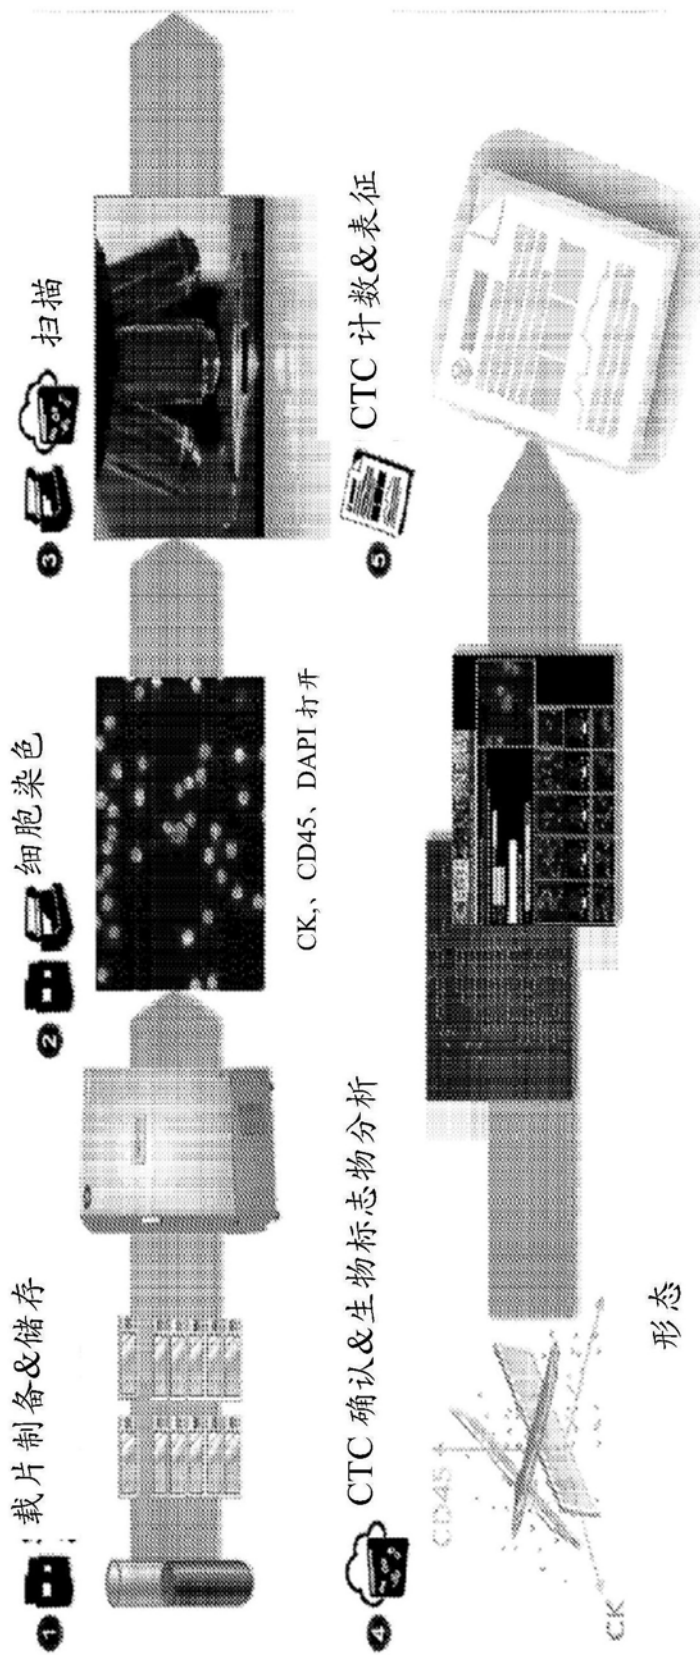 ① 载片制备&储存
② 细胞染色
CK,、CD45、DAPI 打开
③ 扫描
④ CTC 确认&生物标志物分析
CD45
CK
形态
⑤ CTC 计数&表征